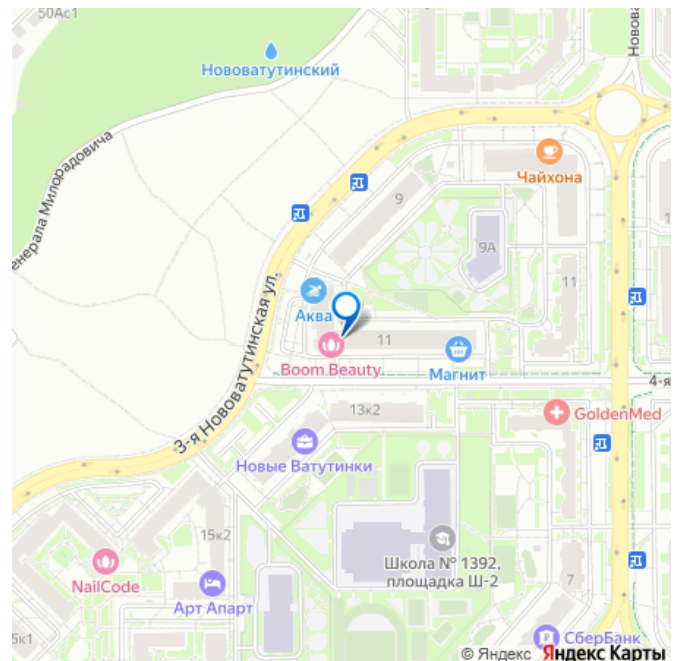 50Ас1
Нововатутинский
Нововат
енерала Милорадовича
Чайхона
9
9А
3-я Нововатутинская ул.
11
Аква
11
Boom Beauty
Магнит
4-я
13к2
GoldenMed
Новые Ватутинки
15к2
Школа № 1392,
площадка Ш-2
NailCode
Арт Апарт
7
5к1
СберБанк
© Яндекс Яндекс Карты